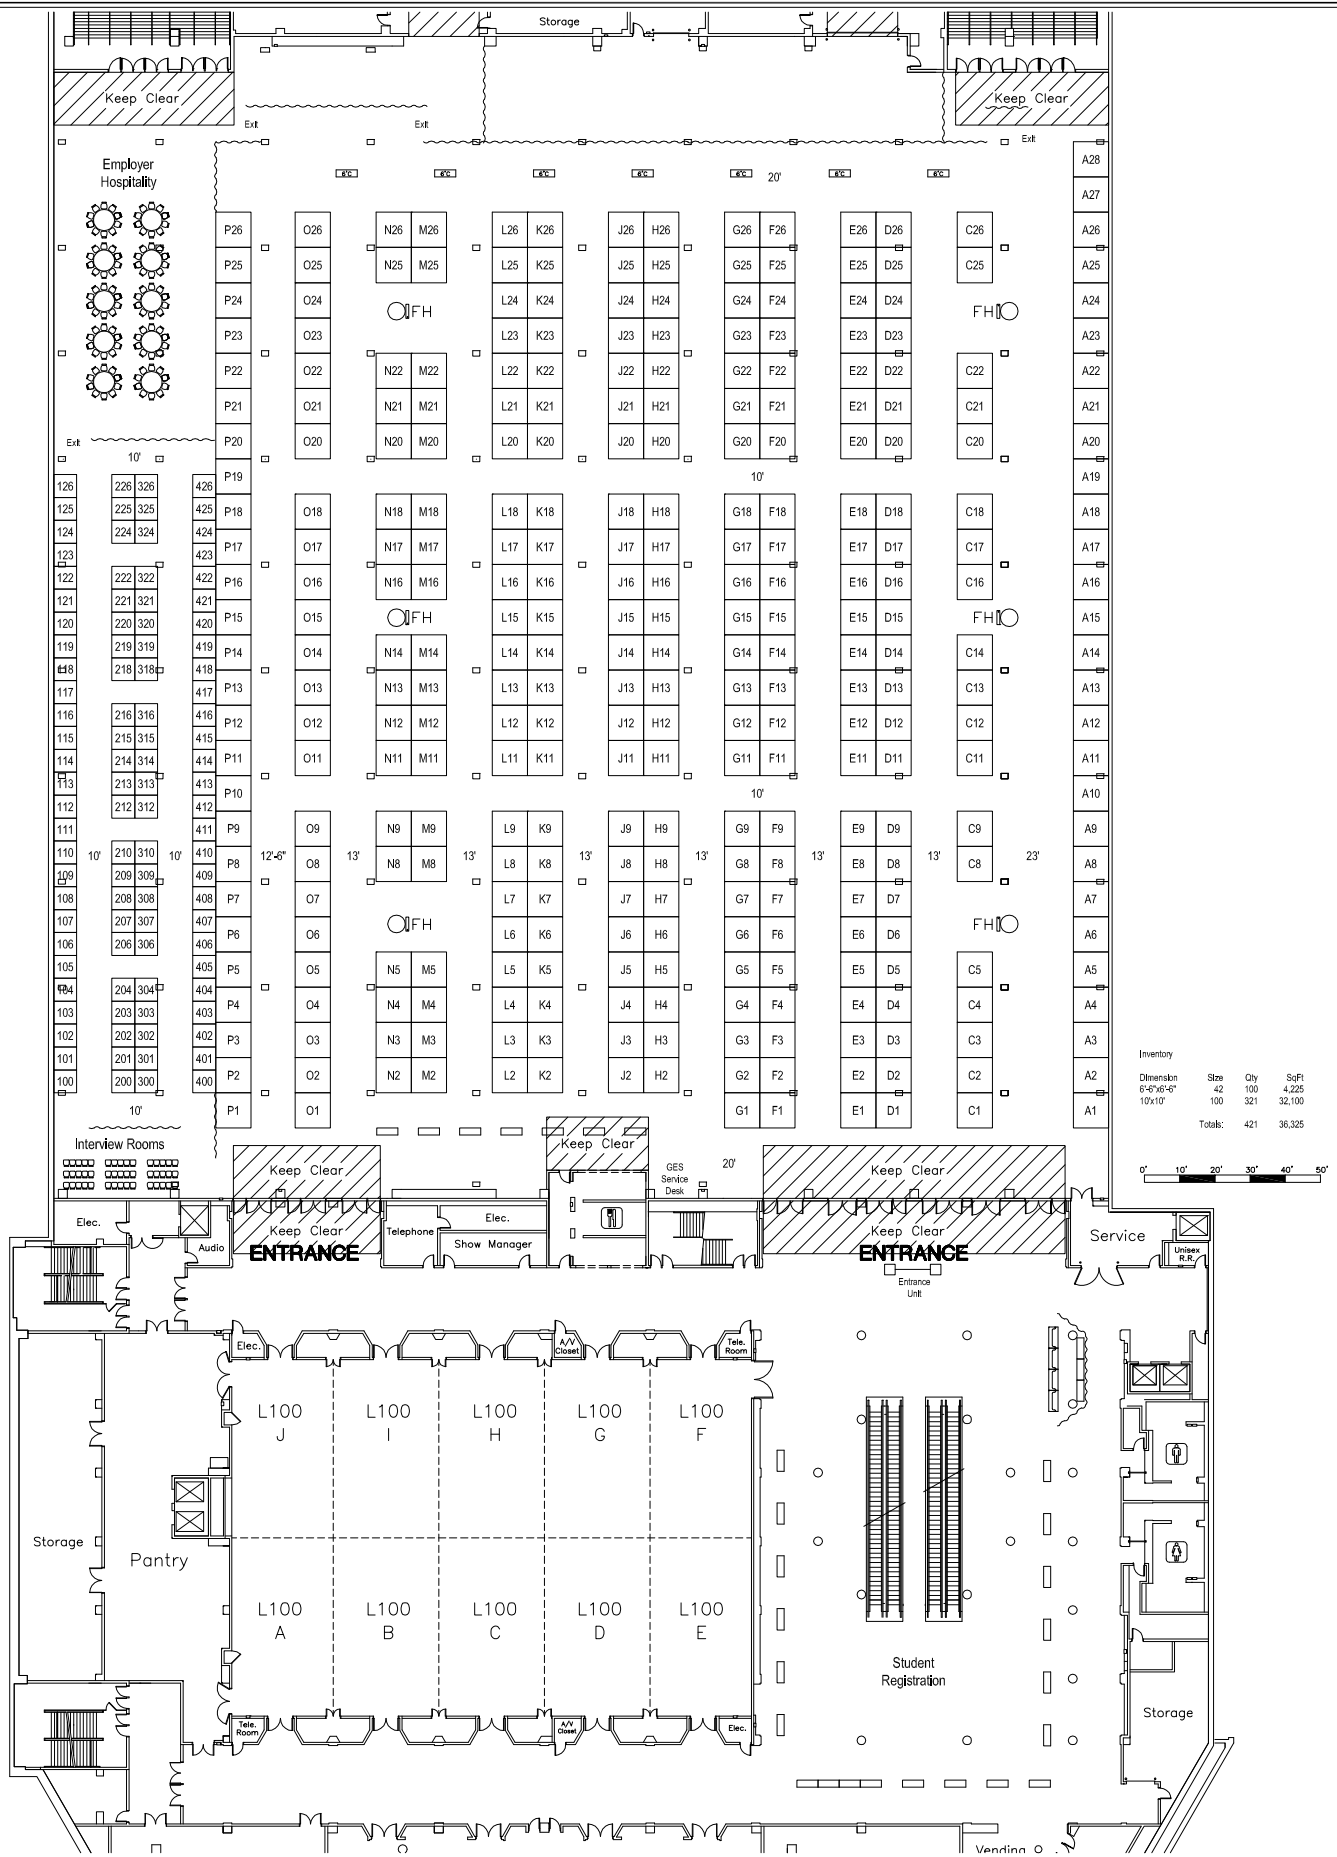 Storage
Keep Clear
Keep Clear
Exit
Exit
Exit
Employer
Hospitality
6'C 6'C 6'C 6'C 6'C 6'C 6'C
20'
A28
A27
P26 O26 N26 M26 L26 K26 J26 H26 G26 F26 E26 D26 C26 A26
P25 O25 N25 M25 L25 K25 J25 H25 G25 F25 E25 D25 C25 A25
P24 O24 L24 K24 J24 H24 G24 F24 E24 D24 A24
FH FH
P23 O23 L23 K23 J23 H23 G23 F23 E23 D23 A23
P22 O22 N22 M22 L22 K22 J22 H22 G22 F22 E22 D22 C22 A22
P21 O21 N21 M21 L21 K21 J21 H21 G21 F21 E21 D21 C21 A21
P20 O20 N20 M20 L20 K20 J20 H20 G20 F20 E20 D20 C20 A20
P19 10' A19
P18 O18 N18 M18 L18 K18 J18 H18 G18 F18 E18 D18 C18 A18
P17 O17 N17 M17 L17 K17 J17 H17 G17 F17 E17 D17 C17 A17
P16 O16 N16 M16 L16 K16 J16 H16 G16 F16 E16 D16 C16 A16
P15 O15 FH L15 K15 J15 H15 G15 F15 E15 D15 FH A15
P14 O14 N14 M14 L14 K14 J14 H14 G14 F14 E14 D14 C14 A14
P13 O13 N13 M13 L13 K13 J13 H13 G13 F13 E13 D13 C13 A13
P12 O12 N12 M12 L12 K12 J12 H12 G12 F12 E12 D12 C12 A12
P11 O11 N11 M11 L11 K11 J11 H11 G11 F11 E11 D11 C11 A11
P10 10' A10
P9 O9 N9 M9 L9 K9 J9 H9 G9 F9 E9 D9 C9 A9
P8 12'-6" O8 13' N8 M8 13' L8 K8 13' J8 H8 13' G8 F8 13' E8 D8 13' C8 23' A8
P7 O7 L7 K7 J7 H7 G7 F7 E7 D7 A7
P6 O6 FH L6 K6 J6 H6 G6 F6 E6 D6 FH A6
P5 O5 N5 M5 L5 K5 J5 H5 G5 F5 E5 D5 C5 A5
P4 O4 N4 M4 L4 K4 J4 H4 G4 F4 E4 D4 C4 A4
P3 O3 N3 M3 L3 K3 J3 H3 G3 F3 E3 D3 C3 A3
P2 O2 N2 M2 L2 K2 J2 H2 G2 F2 E2 D2 C2 A2
P1 O1 G1 F1 E1 D1 C1 A1
Exit
10'
126 226 326 426
125 225 325 425
124 224 324 424
123 423
122 222 322 422
121 221 321 421
120 220 320 420
119 219 319 419
118 218 318 418
117 417
116 216 316 416
115 215 315 415
114 214 314 414
113 213 313 413
112 212 312 412
111 411
110 10' 210 310 10' 410
109 209 309 409
108 208 308 408
107 207 307 407
106 206 306 406
105 405
104 204 304 404
103 203 303 403
102 202 302 402
101 201 301 401
100 200 300 400
10'
Interview Rooms
Inventory
Dimension Size Qty SqFt
6'-6"x6'-6" 42 100 4,225
10'x10' 100 321 32,100
Totals: 421 36,325
0' 10' 20' 30' 40' 50'
Keep Clear
Keep Clear
Keep Clear
GES
Service
Desk
20'
Elec.
Audio
Keep Clear
ENTRANCE
Telephone
Elec.
Show Manager
Keep Clear
ENTRANCE
Entrance
Unit
Service
Unisex
R.R.
Elec.
A/V
Closet
Tele.
Room
L100
J
L100
I
L100
H
L100
G
L100
F
Storage
Pantry
L100
A
L100
B
L100
C
L100
D
L100
E
Student
Registration
Storage
Tele.
Room
A/V
Closet
Elec.
Vending